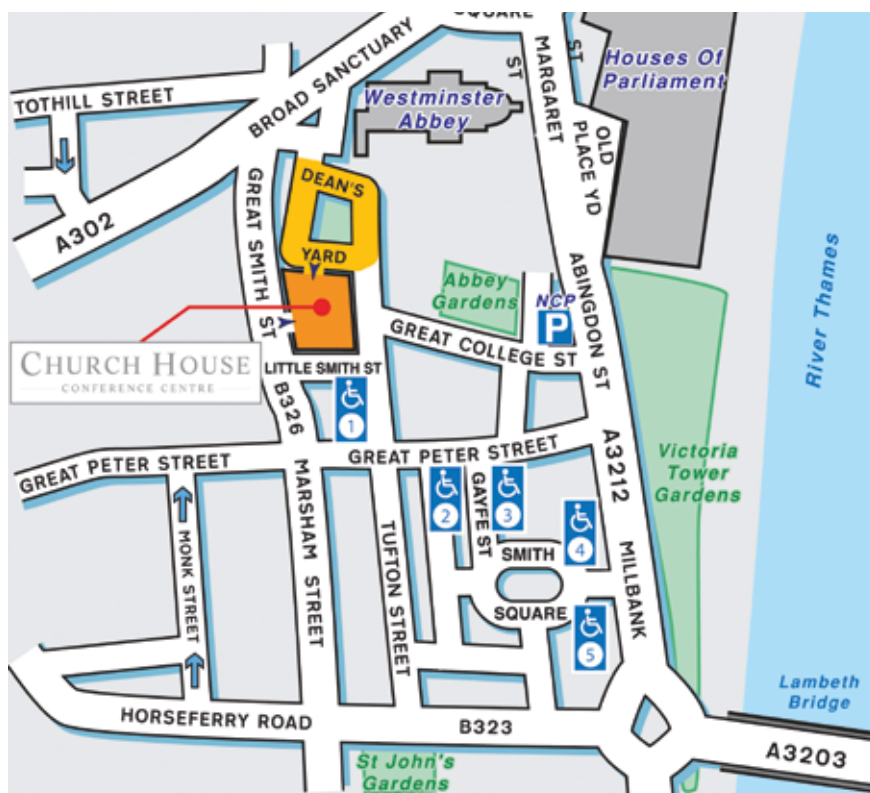 SQUARE
TOTHILL STREET
BROAD SANCTUARY
ST
MARGARET
ST
Houses Of
Parliament
Westminster
Abbey
OLD
PLACE YD
DEAN'S
YARD
A302
GREAT SMITH ST
Abbey
Gardens
NCP
P
ABINGDON ST
River Thames
CHURCH HOUSE
CONFERENCE CENTRE
GREAT COLLEGE ST
LITTLE SMITH ST
B326
1
A3212
Victoria
Tower
Gardens
GREAT PETER STREET
GREAT PETER STREET
MARSHAM STREET
2
GAYFE ST
3
4
MONK STREET
TUFTON STREET
SMITH
SQUARE
MILLBANK
5
Lambeth
Bridge
HORSEFERRY ROAD
B323
A3203
St John's
Gardens